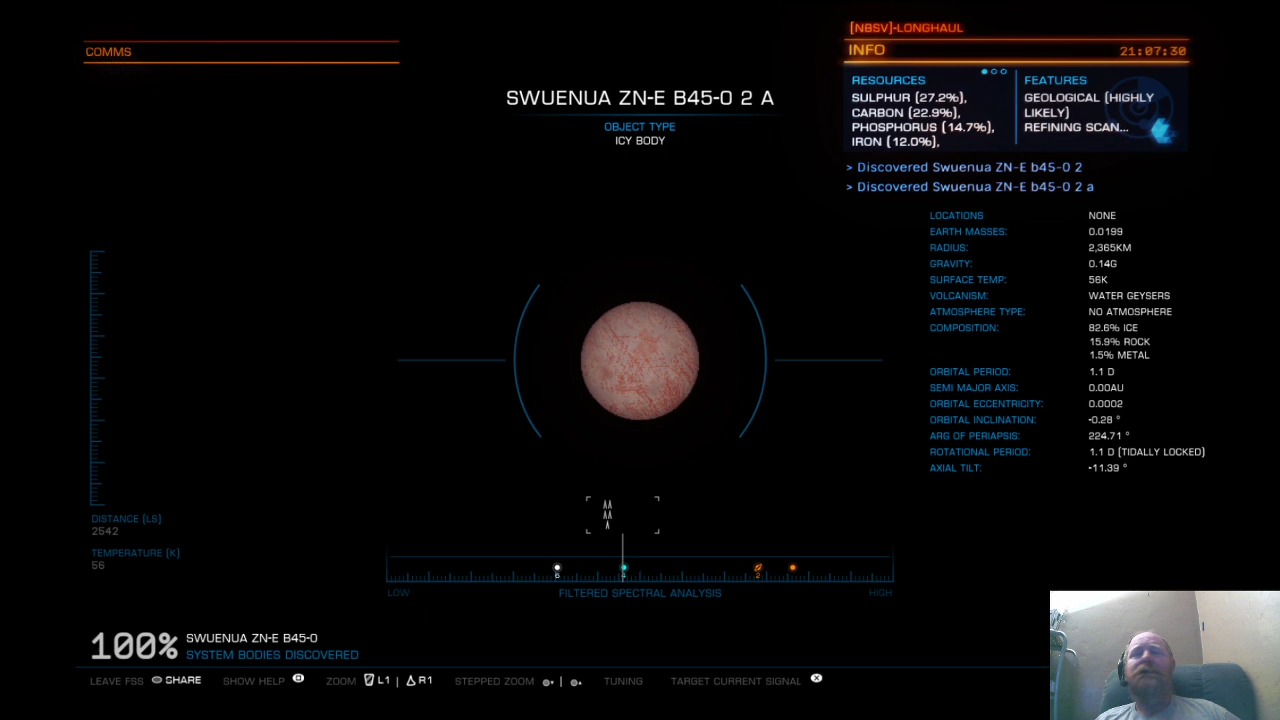 [NBSV]-LONGHAUL
COMMS
INFO 21:07:30
RESOURCES
SULPHUR (27.2%),
CARBON (22.9%),
PHOSPHORUS (14.7%),
IRON (12.0%),
FEATURES
GEOLOGICAL (HIGHLY
LIKELY)
REFINING SCAN...
SWUENUA ZN-E B45-0 2 A
OBJECT TYPE
ICY BODY
> Discovered Swuenua ZN-E b45-0 2
> Discovered Swuenua ZN-E b45-0 2 a
LOCATIONS NONE
EARTH MASSES: 0.0199
RADIUS: 2,365KM
GRAVITY: 0.14G
SURFACE TEMP: 56K
VOLCANISM: WATER GEYSERS
ATMOSPHERE TYPE: NO ATMOSPHERE
COMPOSITION: 82.6% ICE
15.9% ROCK
1.5% METAL
ORBITAL PERIOD: 1.1 D
SEMI MAJOR AXIS: 0.00AU
ORBITAL ECCENTRICITY: 0.0002
ORBITAL INCLINATION: -0.28 °
ARG OF PERIAPSIS: 224.71 °
ROTATIONAL PERIOD: 1.1 D (TIDALLY LOCKED)
AXIAL TILT: -11.39 °
DISTANCE (LS)
2542
TEMPERATURE (K)
56
6 4 2
LOW FILTERED SPECTRAL ANALYSIS HIGH
100% SWUENUA ZN-E B45-0
SYSTEM BODIES DISCOVERED
LEAVE FSS SHARE SHOW HELP ZOOM L1 | R1 STEPPED ZOOM | TUNING TARGET CURRENT SIGNAL